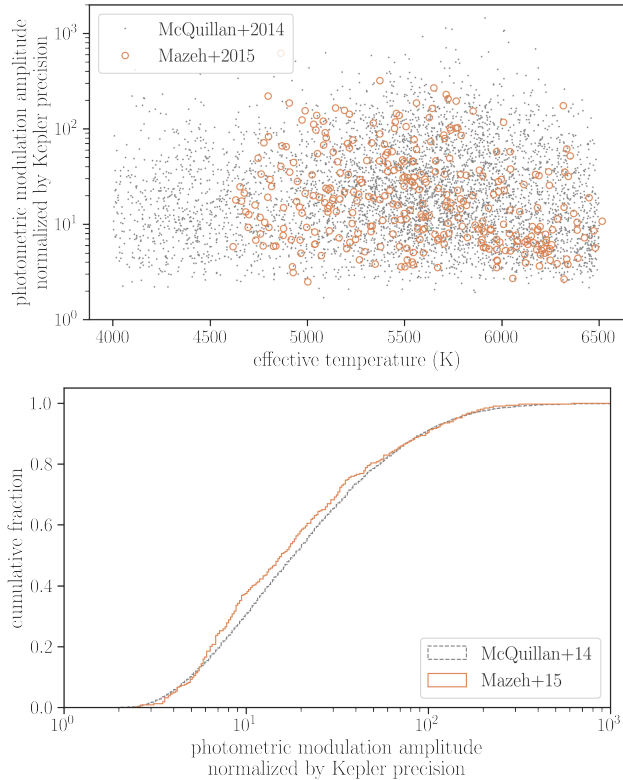 photometric modulation amplitude
normalized by Kepler precision
10³
10²
10¹
10⁰
McQuillan+2014
Mazeh+2015
4000 4500 5000 5500 6000 6500
effective temperature (K)
cumulative fraction
1.0
0.8
0.6
0.4
0.2
0.0
McQuillan+14
Mazeh+15
10⁰ 10¹ 10² 10³
photometric modulation amplitude
normalized by Kepler precision